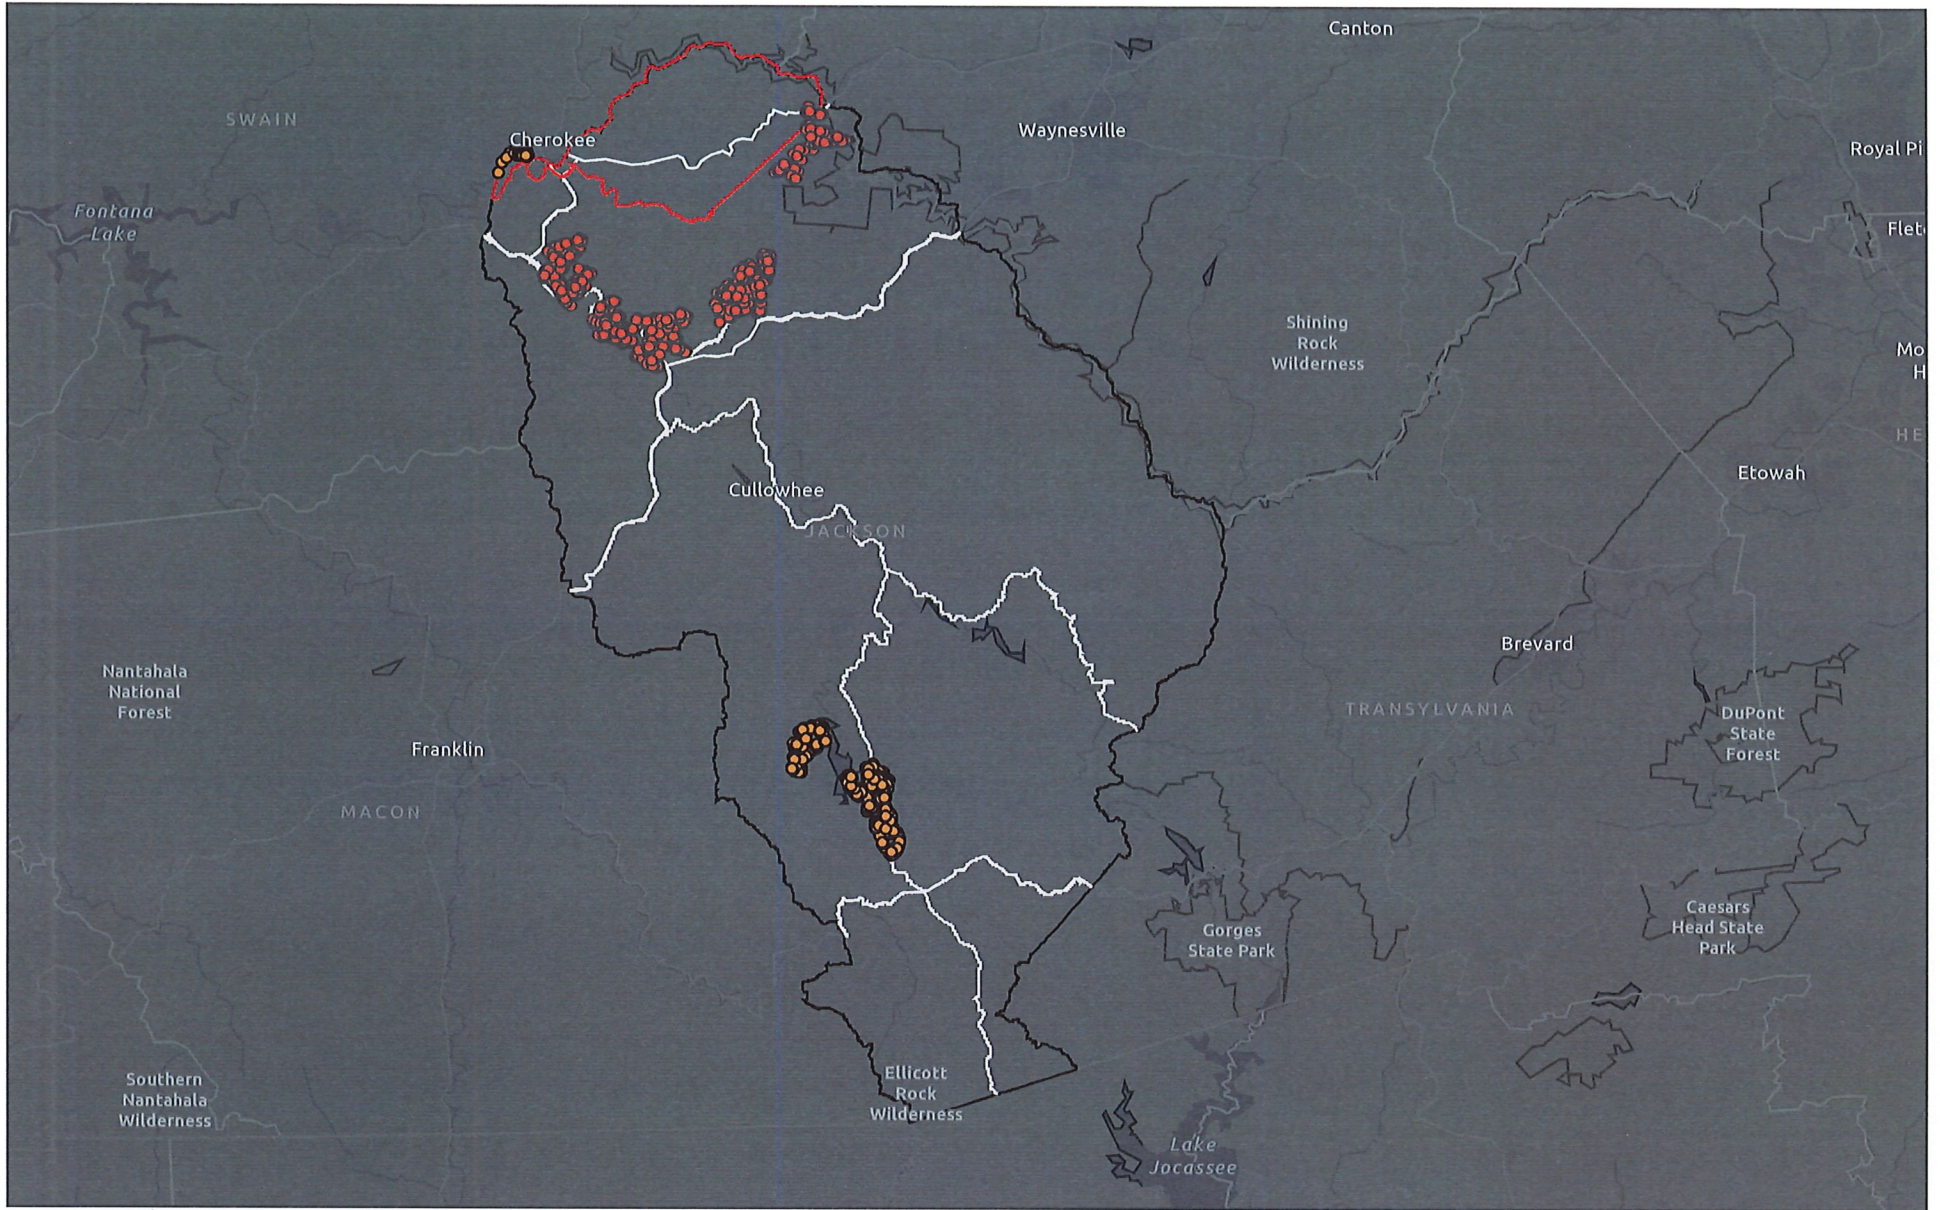 Canton
SWAIN
Cherokee
Waynesville
Royal Pi
Fontana
Lake
Flet
Shining
Rock
Wilderness
Mo
H
HE
Etowah
Cullowhee
JACKSON
Brevard
Nantahala
National
Forest
TRANSYLVANIA
DuPont
State
Forest
Franklin
MACON
Caesars
Head State
Park
Gorges
State Park
Southern
Nantahala
Wilderness
Ellicott
Rock
Wilderness
Lake
Jocassee